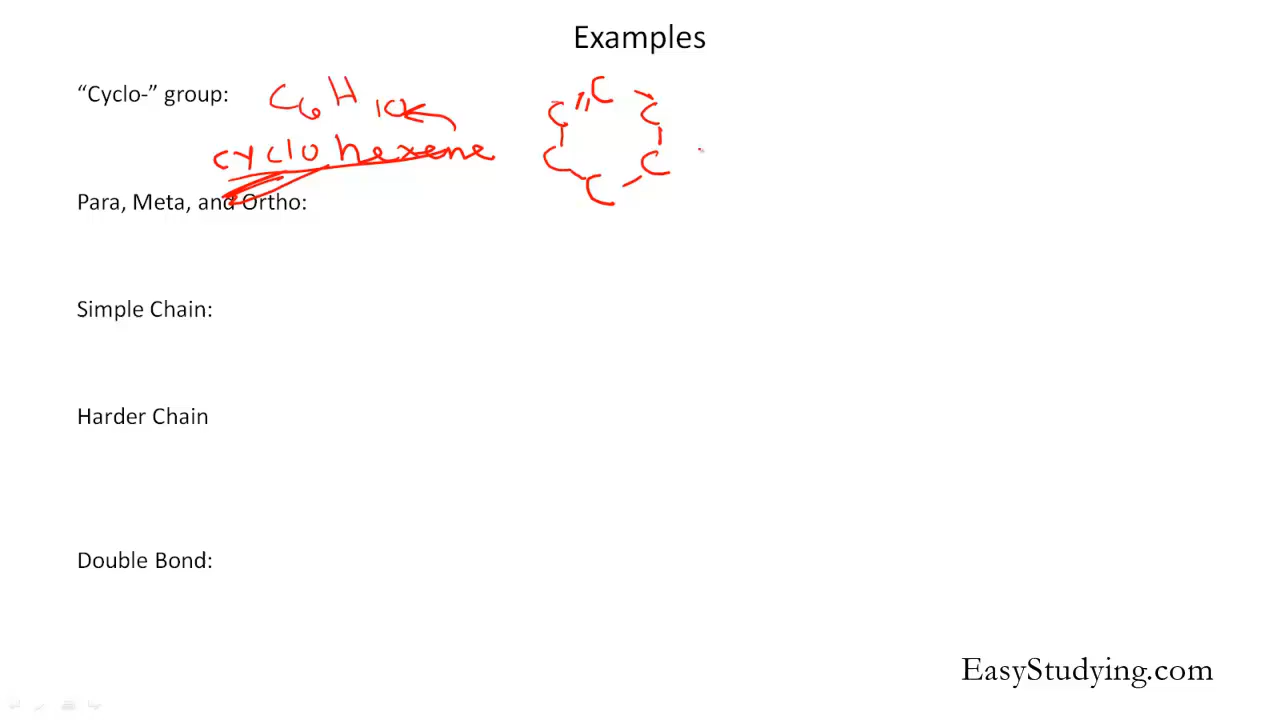 Examples
“Cyclo-” group: C6H10
cyclohexene
C
C C
C C
C
Para, Meta, and Ortho:
Simple Chain:
Harder Chain
Double Bond:
EasyStudying.com